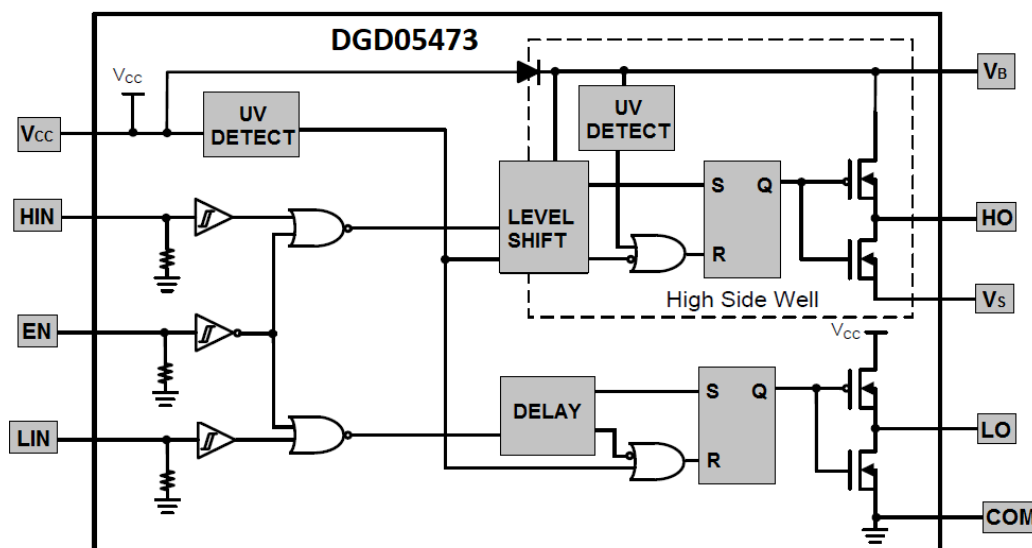 DGD05473
VCC
VCC
UV
DETECT
UV
DETECT
VB
HIN
LEVEL
SHIFT
S
Q
R
HO
High Side Well
VS
EN
VCC
LIN
DELAY
S
Q
R
LO
COM